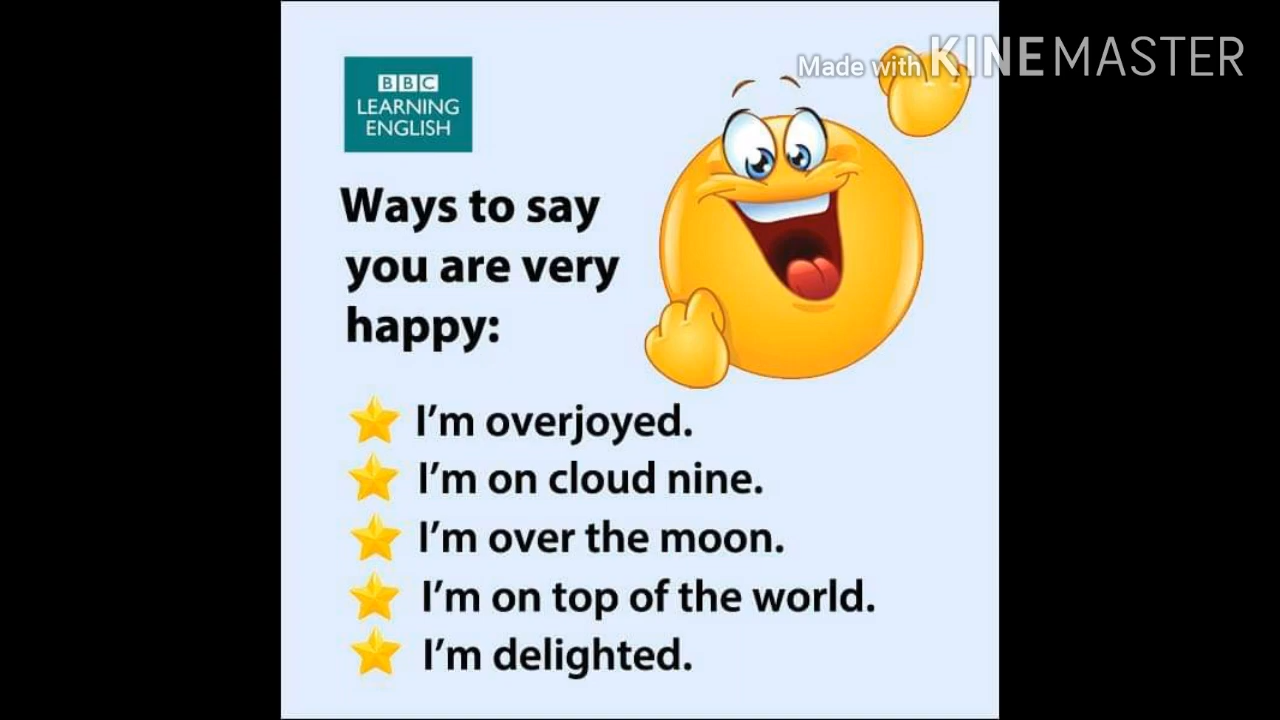 Made with KINEMASTER
BBC
LEARNING
ENGLISH
Ways to say
you are very
happy:
I'm overjoyed.
I'm on cloud nine.
I'm over the moon.
I'm on top of the world.
I'm delighted.